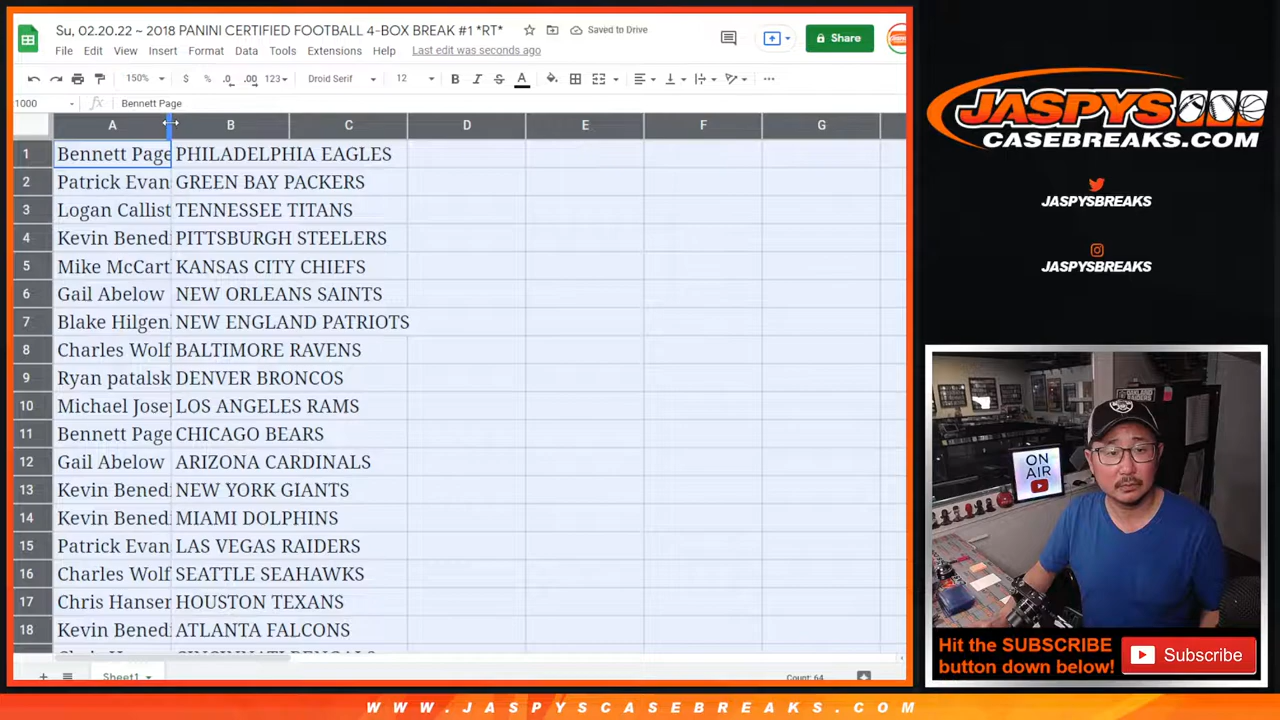 Su, 02.20.22 ~ 2018 PANINI CERTIFIED FOOTBALL 4-BOX BREAK #1 *RT*
Saved to Drive
Share
File Edit View Insert Format Data Tools Extensions Help Last edit was seconds ago
150% $ % .0 .00 123 Droid Serif 12 B I S A
1000 fx Bennett Page
A B C D E F G
1 Bennett Page PHILADELPHIA EAGLES
2 Patrick Evan GREEN BAY PACKERS
3 Logan Callist TENNESSEE TITANS
4 Kevin Benedi PITTSBURGH STEELERS
5 Mike McCart KANSAS CITY CHIEFS
6 Gail Abelow NEW ORLEANS SAINTS
7 Blake Hilgen NEW ENGLAND PATRIOTS
8 Charles Wolf BALTIMORE RAVENS
9 Ryan patalsk DENVER BRONCOS
10 Michael Jose LOS ANGELES RAMS
11 Bennett Page CHICAGO BEARS
12 Gail Abelow ARIZONA CARDINALS
13 Kevin Benedi NEW YORK GIANTS
14 Kevin Benedi MIAMI DOLPHINS
15 Patrick Evan LAS VEGAS RAIDERS
16 Charles Wolf SEATTLE SEAHAWKS
17 Chris Hanser HOUSTON TEXANS
18 Kevin Benedi ATLANTA FALCONS
CINCINNATI BENGALS
Sheet1
Count: 64
JASPYS
CASEBREAKS.COM
JASPYSBREAKS
JASPYSBREAKS
ON
AIR
Hit the SUBSCRIBE
button down below!
Subscribe
WWW.JASPYSCASEBREAKS.COM